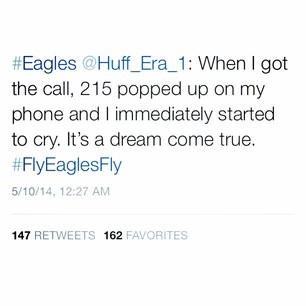 #Eagles @Huff_Era_1: When I got
the call, 215 popped up on my
phone and I immediately started
to cry. It's a dream come true.
#FlyEaglesFly
5/10/14, 12:27 AM
147 RETWEETS 162 FAVORITES